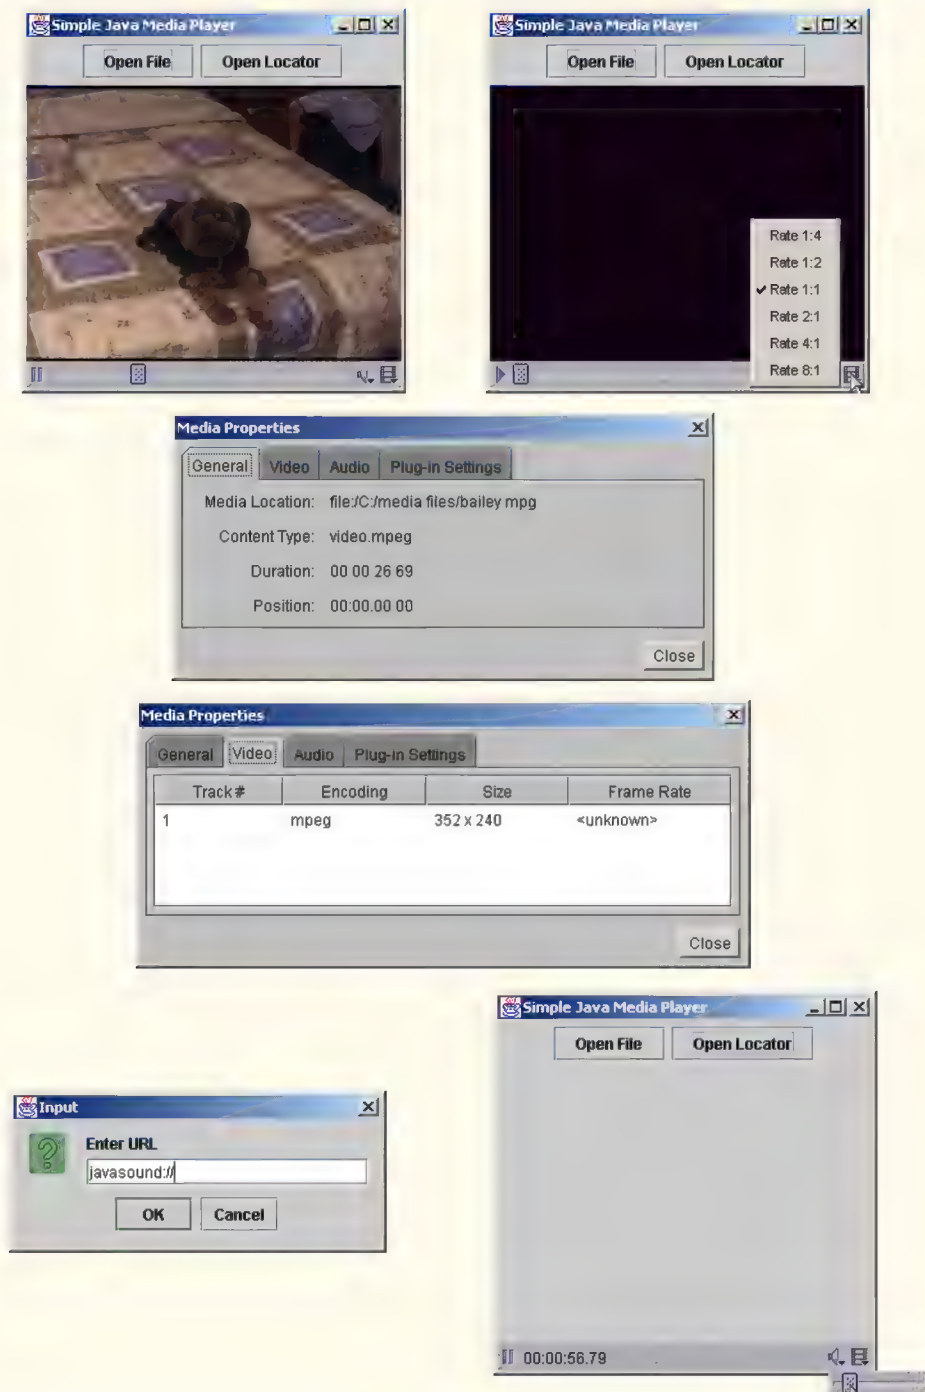 Simple Java Media Player
Open File
Open Locator
Simple Java Media Player
Open File
Open Locator
Rate 1:4
Rate 1:2
Rate 1:1
Rate 2:1
Rate 4:1
Rate 8:1
Media Properties
General Video Audio Plug-in Settings
Media Location: file:/C:/media files/bailey mpg
Content Type: video.mpeg
Duration: 00 00 26 69
Position: 00:00.00 00
Close
Media Properties
General Video Audio Plug-in Settings
Track # Encoding Size Frame Rate
1 mpeg 352 x 240 <unknown>
Close
Input
Enter URL
javasound://
OK Cancel
Simple Java Media Player
Open File
Open Locator
00:00:56.79